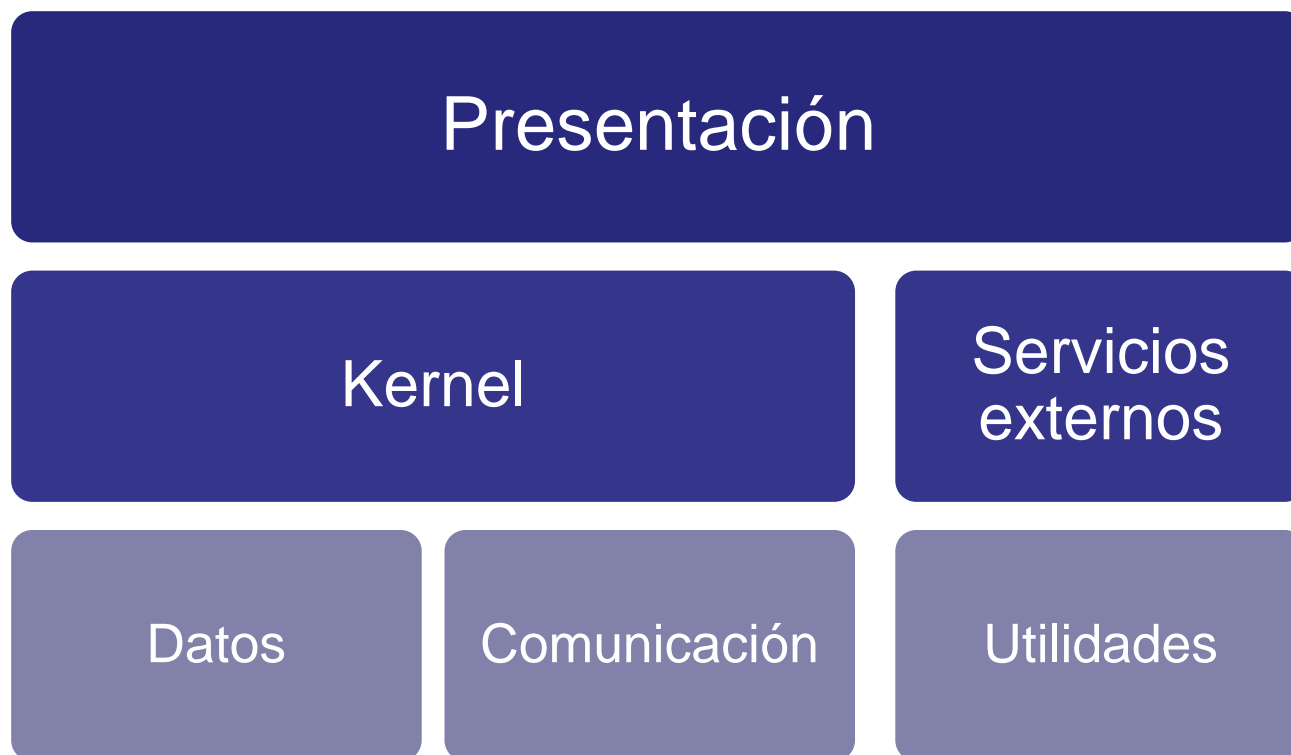 Presentación
Kernel
Servicios
externos
Datos
Comunicación
Utilidades